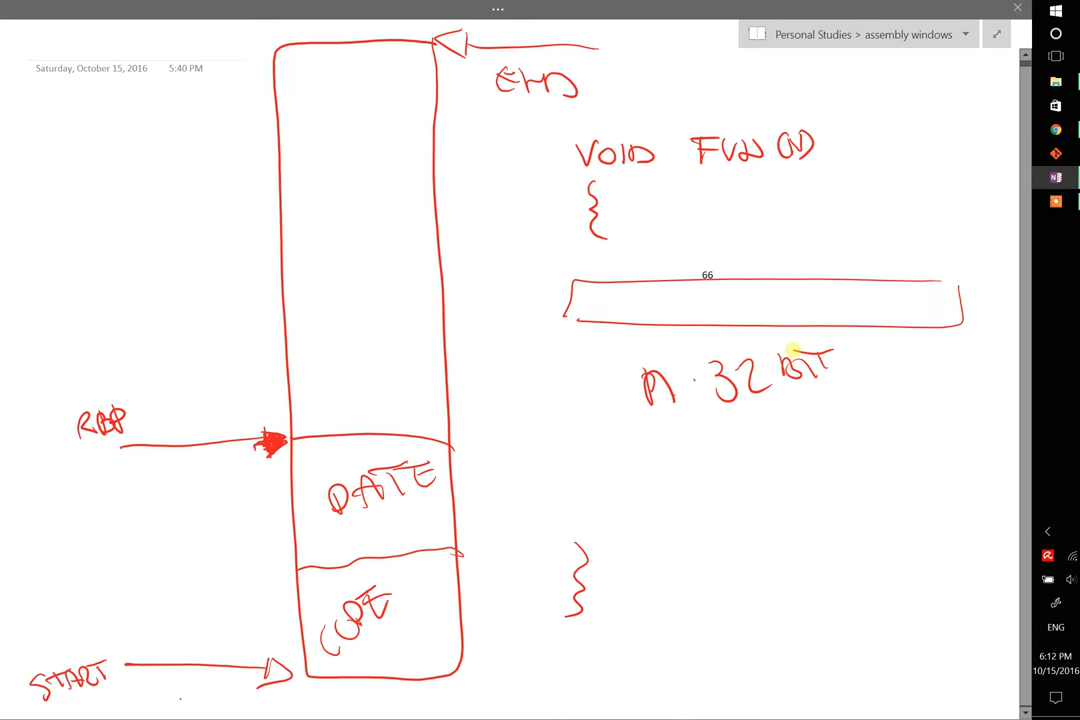 Personal Studies > assembly windows
Saturday, October 15, 2016 5:40 PM
END
VOID FUN()
{
66
A. 32 BIT
RBP
DATE
CODE
}
START
ENG
6:12 PM
10/15/2016